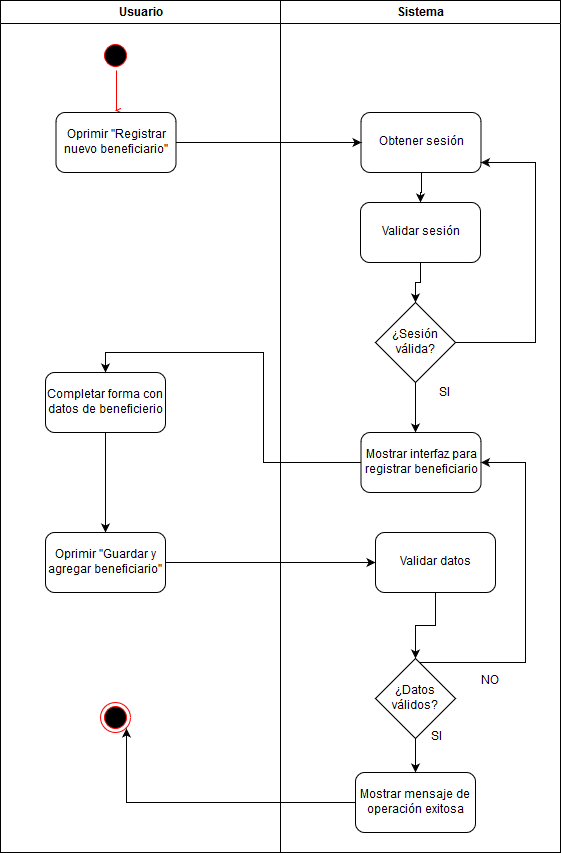 Usuario
Sistema
Oprimir "Registrar
nuevo beneficiario"
Obtener sesión
Validar sesión
¿Sesión
válida?
SI
Completar forma con
datos de beneficierio
Mostrar interfaz para
registrar beneficiario
Oprimir "Guardar y
agregar beneficiario"
Validar datos
¿Datos
válidos?
NO
SI
Mostrar mensaje de
operación exitosa